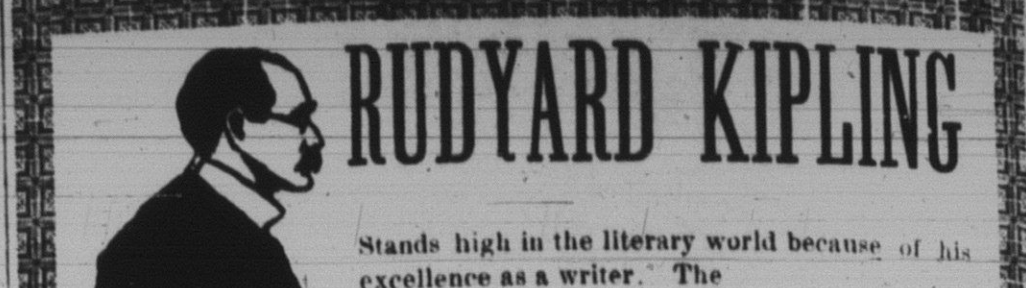 RUDYARD KIPLING
Stands high in the literary world because of his
excellence as a writer. The